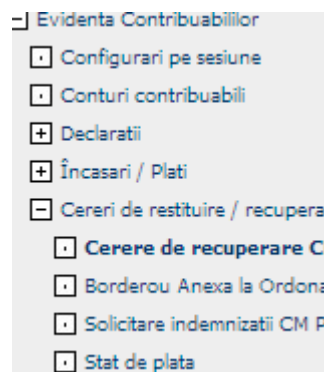 Evidenta Contribuabililor
Configurari pe sesiune
Conturi contribuabili
Declaratii
Încasari / Plati
Cereri de restituire / recupera
Cerere de recuperare C
Borderou Anexa la Ordona
Solicitare indemnizatii CM P
Stat de plata